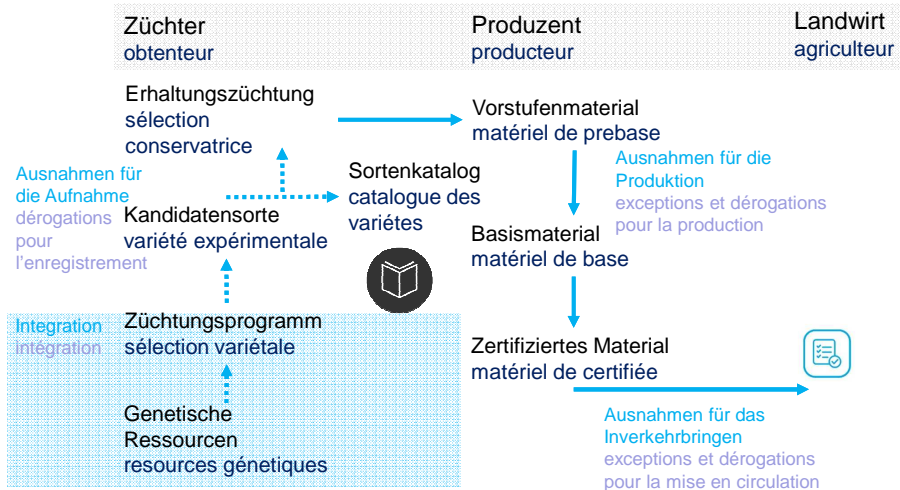 Züchter
obtenteur
Produzent
producteur
Landwirt
agriculteur
Erhaltungszüchtung
sélection
conservatrice
Vorstufenmaterial
matériel de prebase
Ausnahmen für
die Aufnahme
dérogations
pour
l'enregistrement
Sortenkatalog
catalogue des
variétes
Ausnahmen für die
Produktion
exceptions et dérogations
pour la production
Kandidatensorte
variété expérimentale
Basismaterial
matériel de base
Integration
intégration
Züchtungsprogramm
sélection variétale
Zertifiziertes Material
matériel de certifiée
Genetische
Ressourcen
resources génetiques
Ausnahmen für das
Inverkehrbringen
exceptions et dérogations
pour la mise en circulation